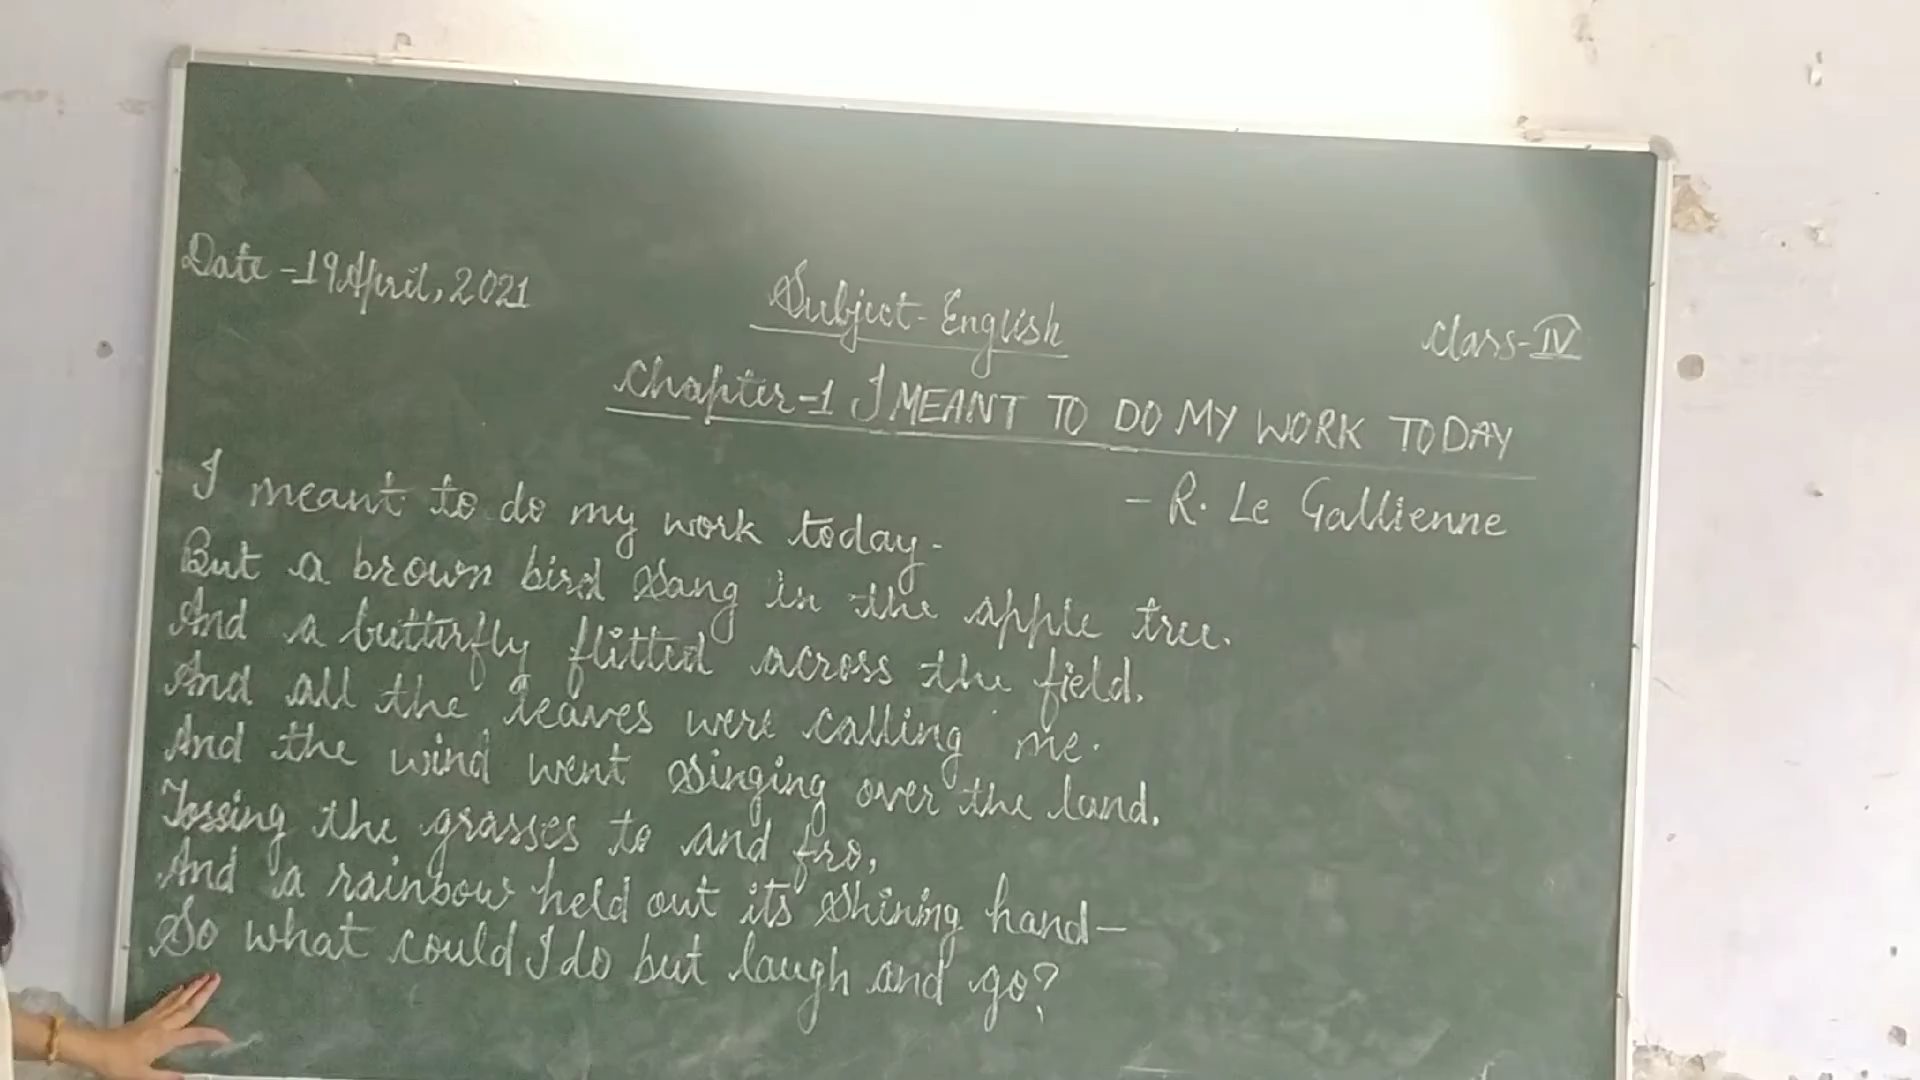 Date - 19 April, 2021
Subject - English
Class - IV
Chapter-1 I MEANT TO DO MY WORK TODAY
- R. Le Gallienne
I meant to do my work today -
But a brown bird sang in the apple tree.
And a butterfly flitted across the field.
And all the leaves were calling me.
And the wind went singing over the land.
Tossing the grasses to and fro,
And a rainbow held out its shining hand—
So what could I do but laugh and go?